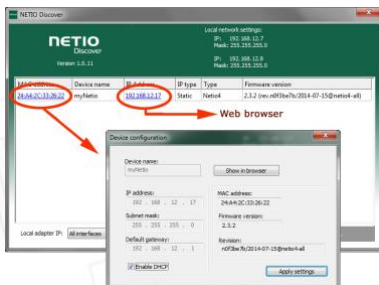 NETIO Discover
NETIO
Discover
Version 1.0.11
Local network settings:
IP: 192.168.12.7
Mask: 255.255.255.0
IP: 192.168.12.8
Mask: 255.255.255.0
MAC address Device name IP Address IP type Type Firmware version
24:A4:2C:33:26:22 myNetio 192.168.12.17 Static Netio4 2.3.2 (rev.n0f3be7b/2014-07-15@netio4-all)
Web browser
Device configuration
Device name:
myNetio
Show in browser
IP address: MAC address:
192 . 168 . 12 . 17 24:A4:2C:33:26:22
Subnet mask: Firmware version:
255 . 255 . 255 . 0 2.3.2
Default gateway: Revision:
192 . 168 . 12 . 1 n0f3be7b/2014-07-15@netio4-all
Local adapter IP: All interfaces
Enable DHCP
Apply settings